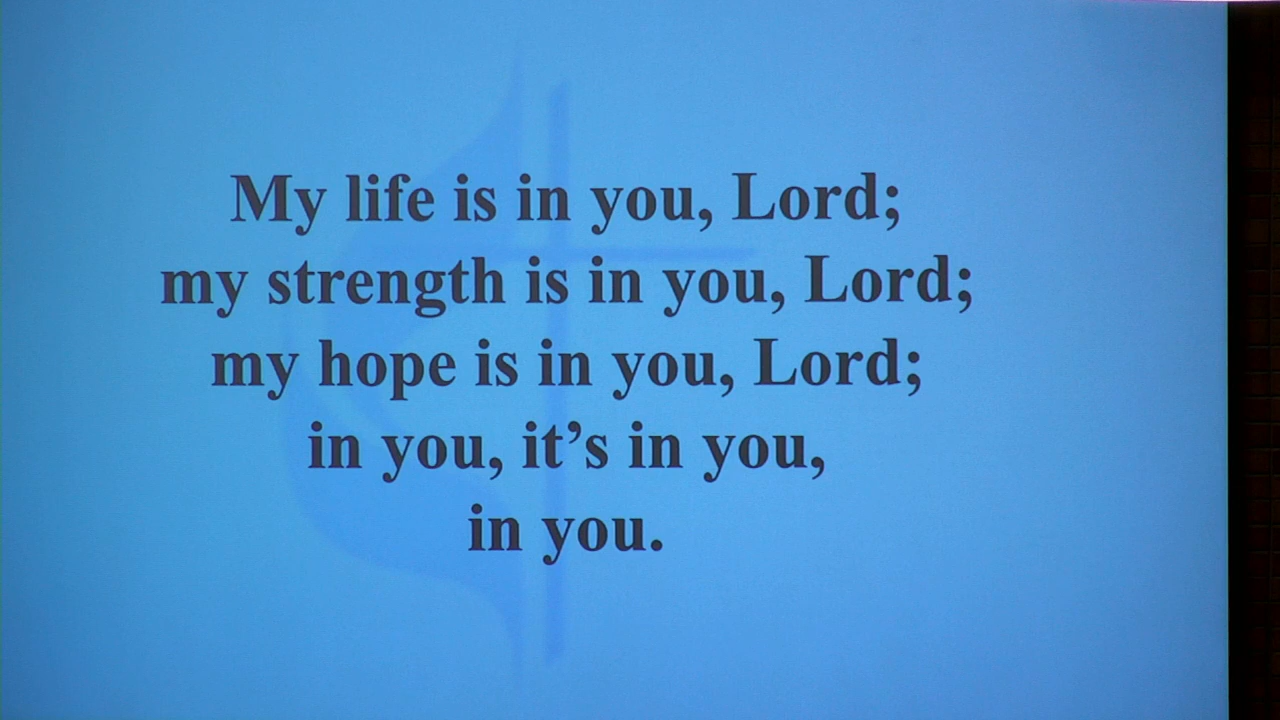 My life is in you, Lord;
my strength is in you, Lord;
my hope is in you, Lord;
in you, it’s in you,
in you.